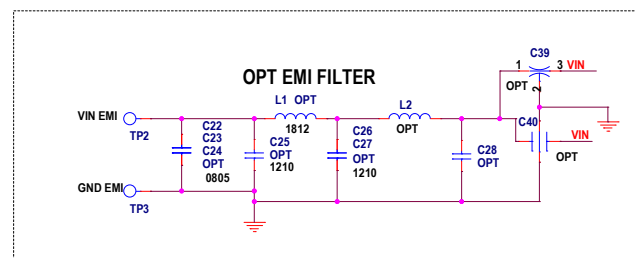 C39
1
3
VIN
OPT EMI FILTER
OPT
2
L1 OPT
L2
VIN EMI
C22
C40
TP2
C23
1812
OPT
C26
VIN
C24
C25
C27
OPT
OPT
OPT
OPT
C28
0805
1210
1210
OPT
GND EMI
TP3